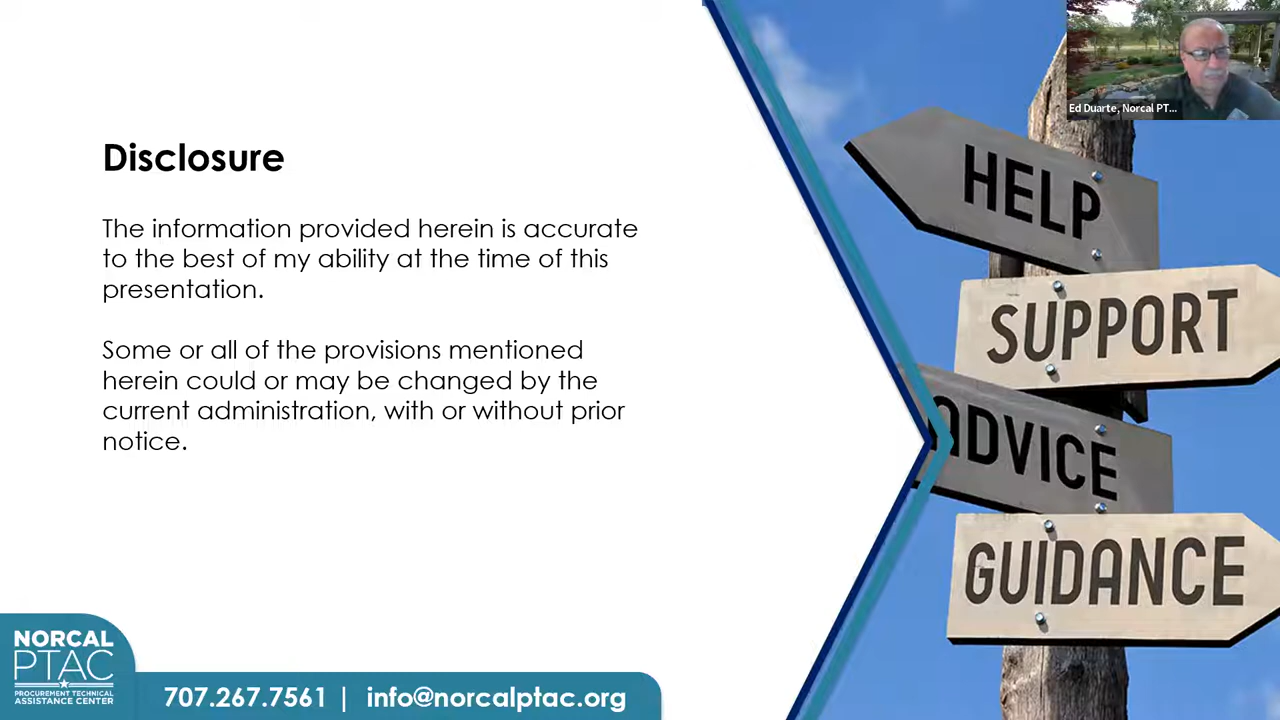 Disclosure
The information provided herein is accurate
to the best of my ability at the time of this
presentation.
Some or all of the provisions mentioned
herein could or may be changed by the
current administration, with or without prior
notice.
Ed Duarte, Norcal PT...
HELP
SUPPORT
ADVICE
GUIDANCE
NORCAL
PTAC
PROCUREMENT TECHNICAL
ASSISTANCE CENTER
707.267.7561 | info@norcalptac.org